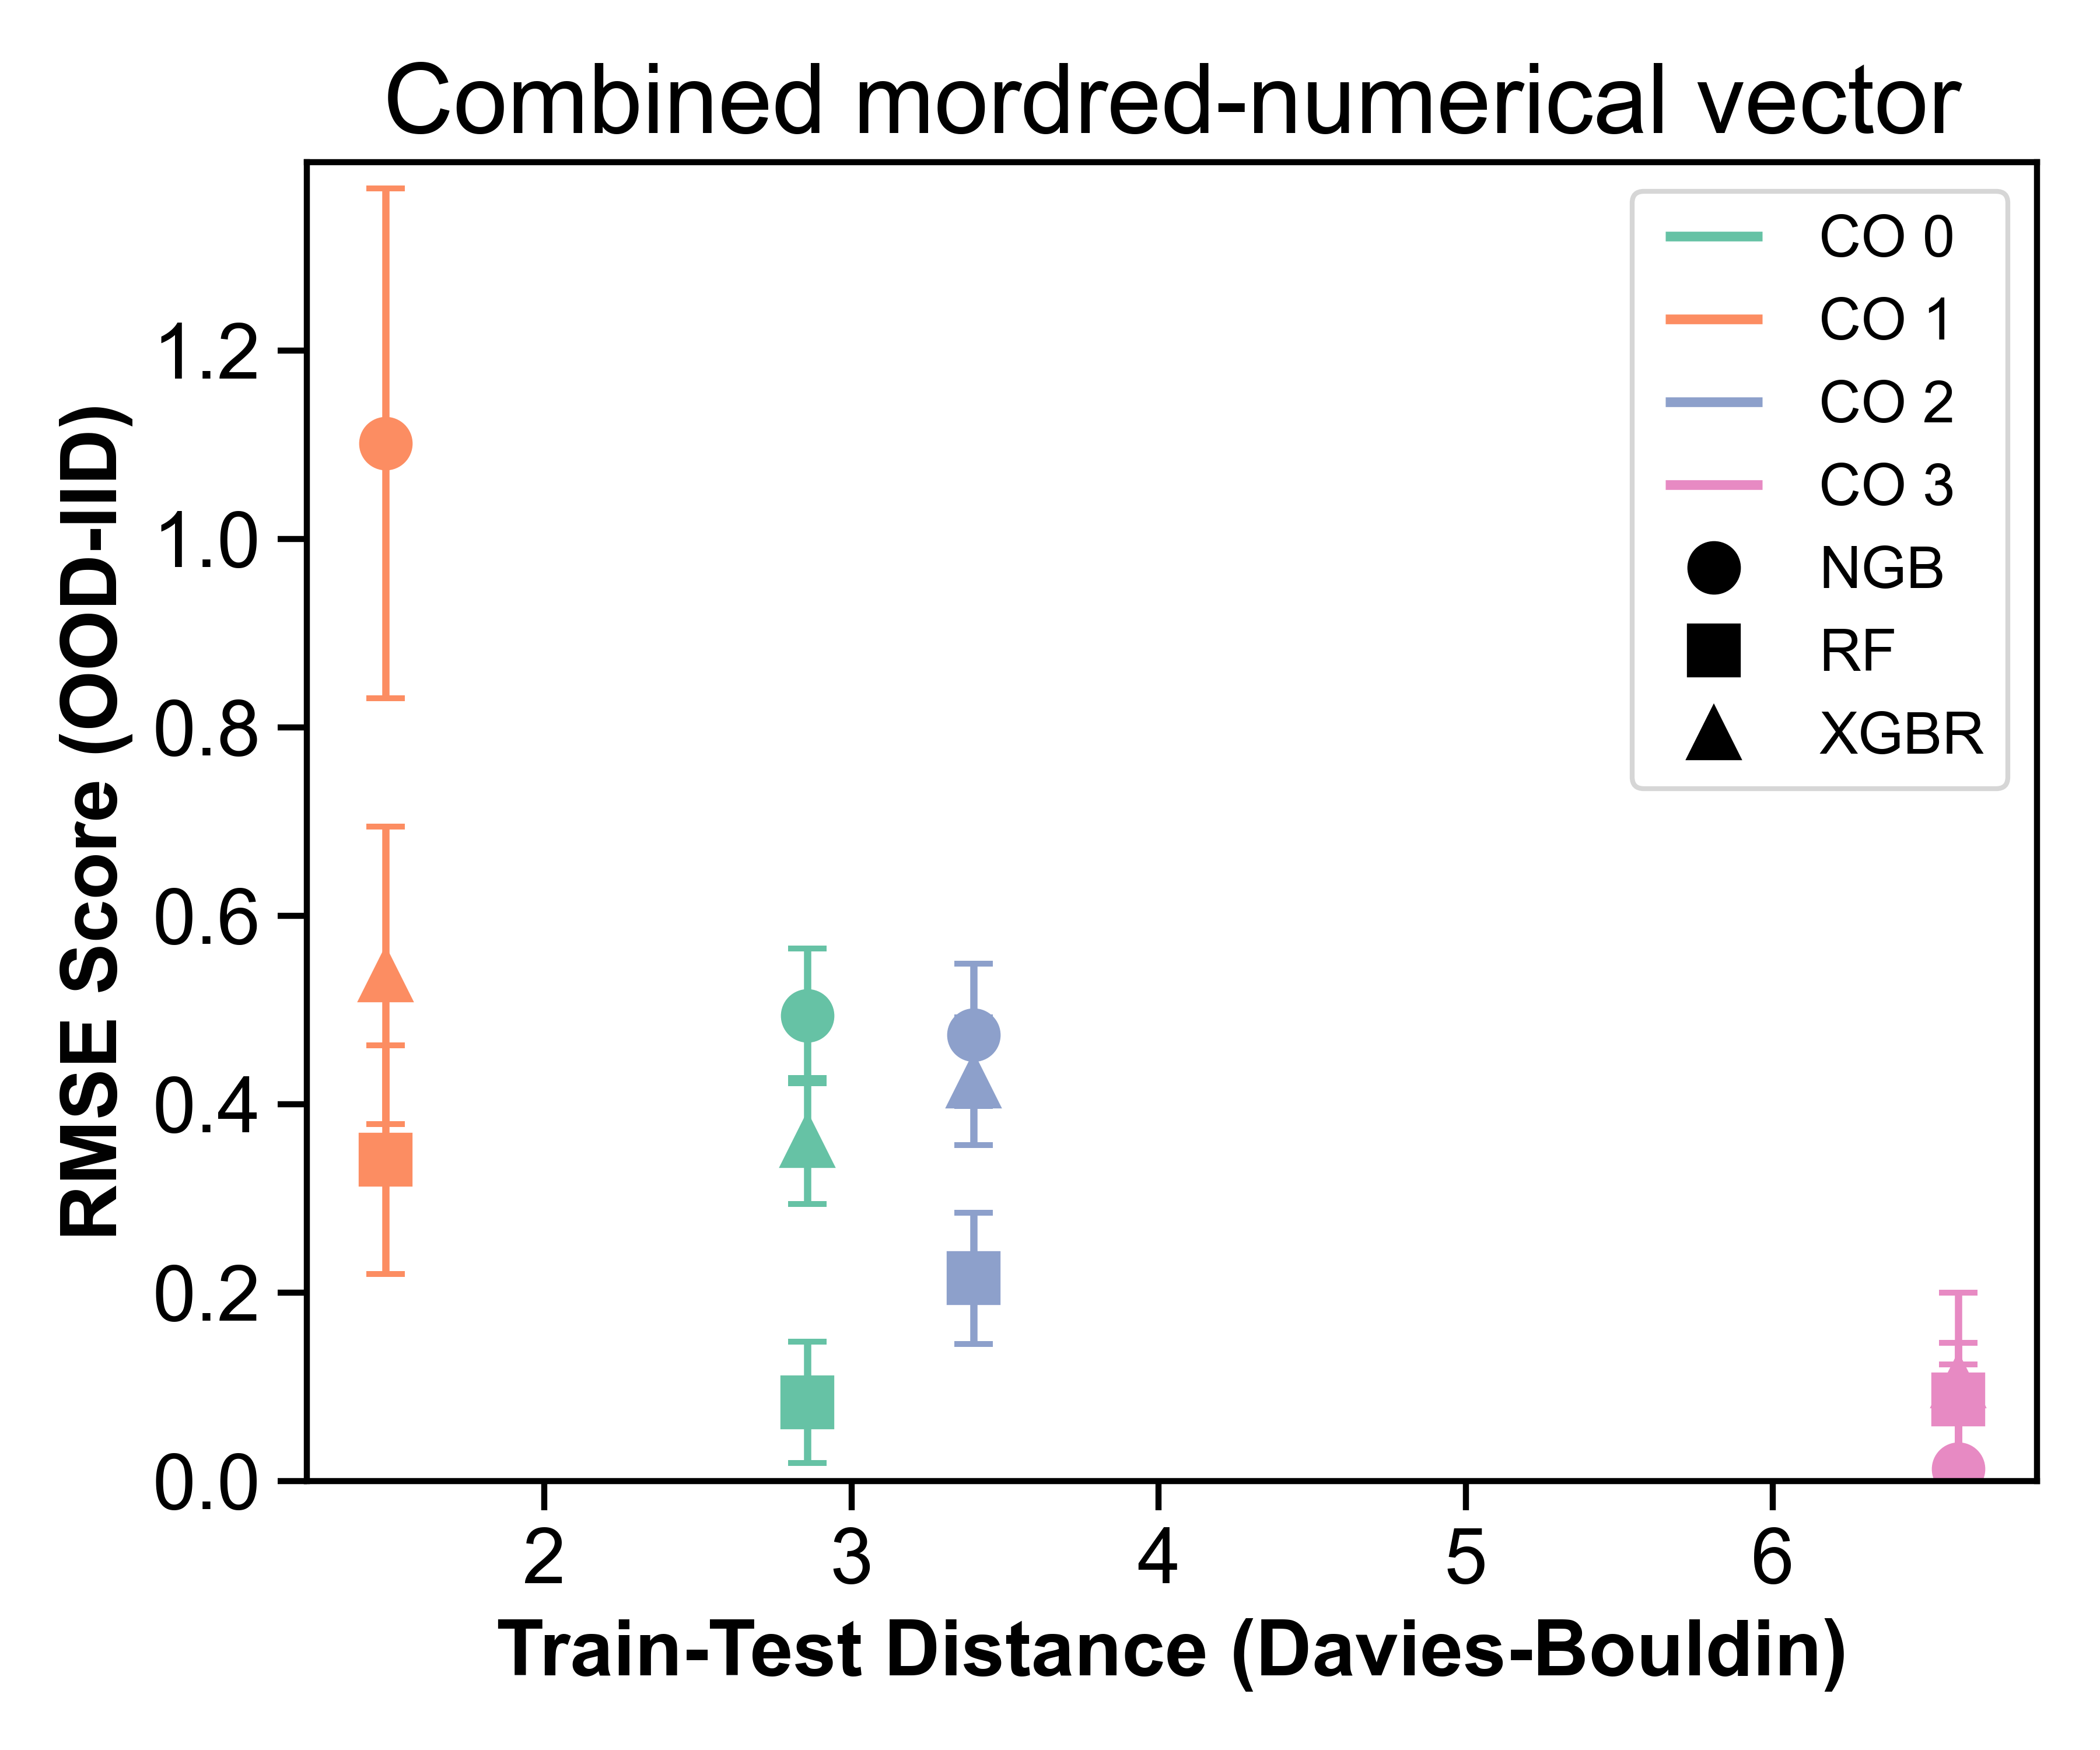 Combined mordred-numerical vector
RMSE Score (OOD-IID)
1.2
1.0
0.8
0.6
0.4
0.2
0.0
CO 0
CO 1
CO 2
CO 3
NGB
RF
XGBR
2 3 4 5 6
Train-Test Distance (Davies-Bouldin)